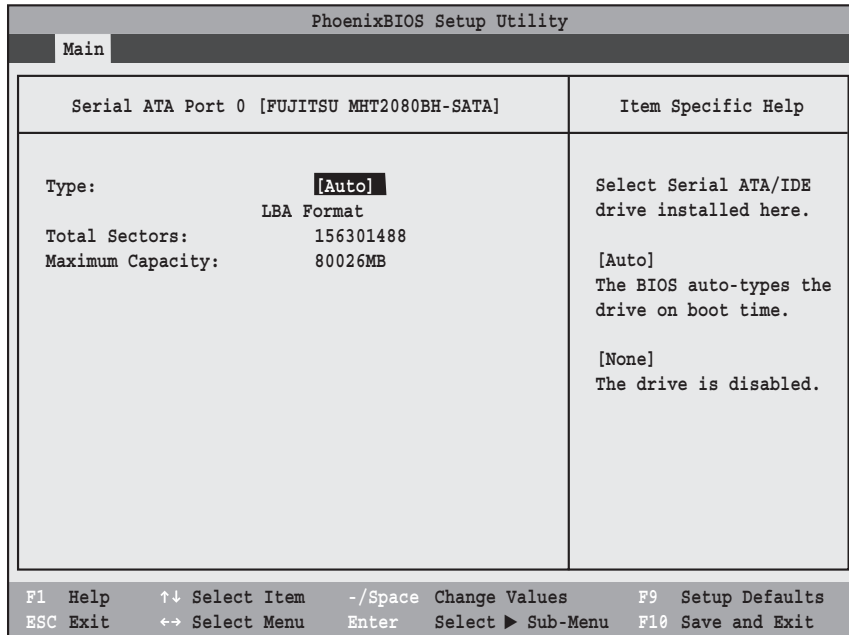 PhoenixBIOS Setup Utility
Main
Serial ATA Port 0 [FUJITSU MHT2080BH-SATA]
Item Specific Help
Type: [Auto]
LBA Format
Total Sectors: 156301488
Maximum Capacity: 80026MB
Select Serial ATA/IDE
drive installed here.
[Auto]
The BIOS auto-types the
drive on boot time.
[None]
The drive is disabled.
F1 Help ↑↓ Select Item -/Space Change Values F9 Setup Defaults
ESC Exit ←→ Select Menu Enter Select ▶ Sub-Menu F10 Save and Exit